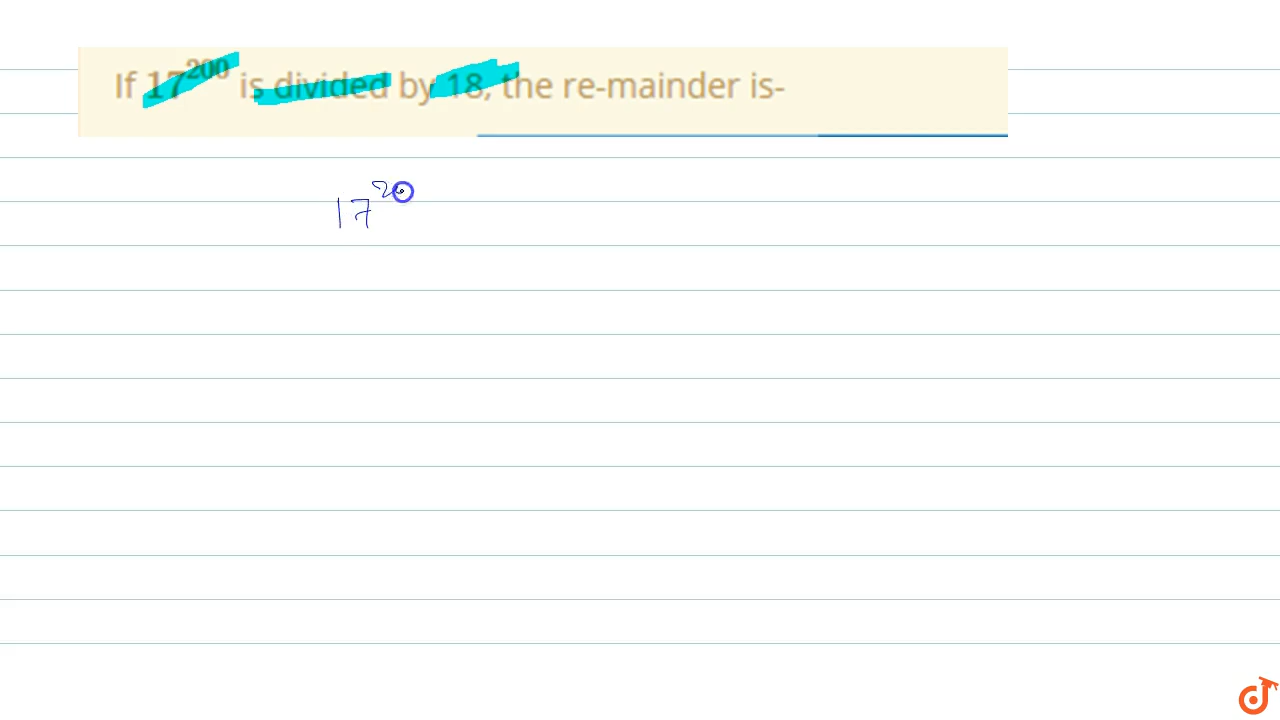 If 17^200 is divided by 18, the re-mainder is-
17^20